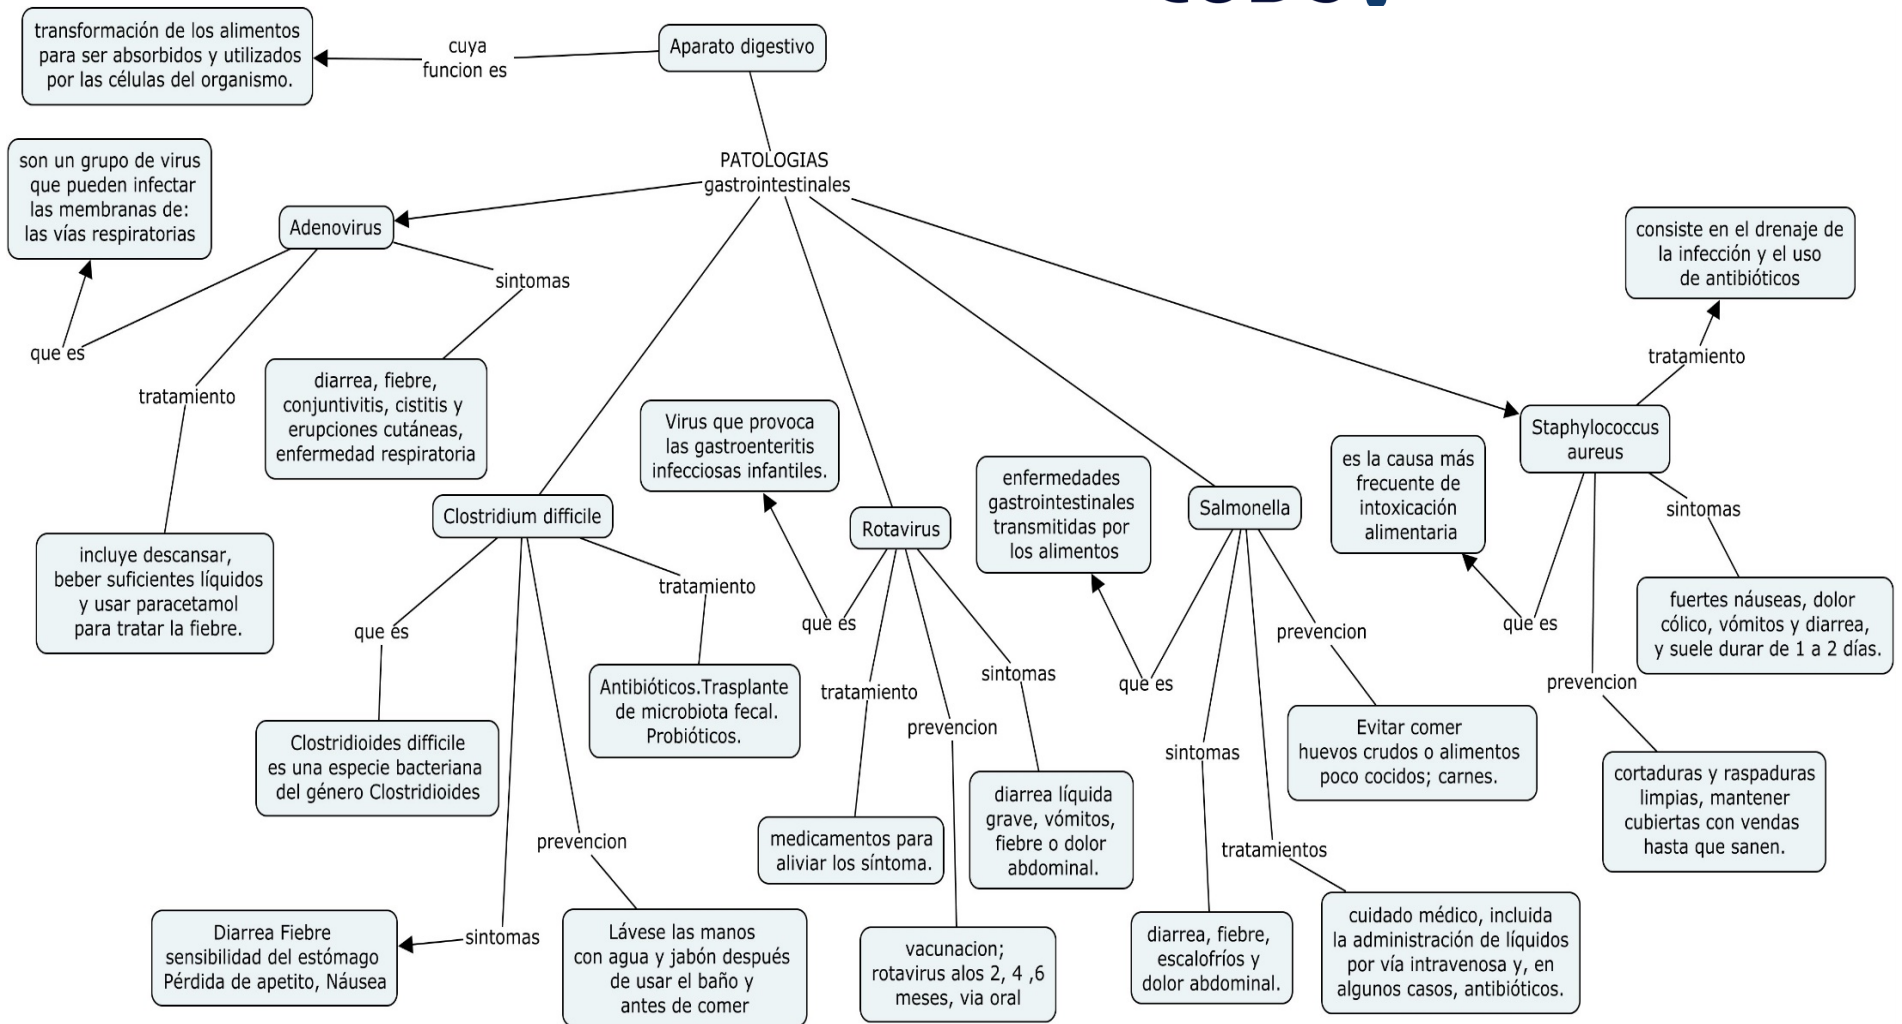 transformación de los alimentos
para ser absorbidos y utilizados
por las células del organismo.
cuya
funcion es
Aparato digestivo
PATOLOGIAS
gastrointestinales
son un grupo de virus
que pueden infectar
las membranas de:
las vías respiratorias
Adenovirus
que es
tratamiento
sintomas
diarrea, fiebre,
conjuntivitis, cistitis y
erupciones cutáneas,
enfermedad respiratoria
incluye descansar,
beber suficientes líquidos
y usar paracetamol
para tratar la fiebre.
Clostridium difficile
que es
Clostridioides difficile
es una especie bacteriana
del género Clostridioides
tratamiento
Antibióticos.Trasplante
de microbiota fecal.
Probióticos.
prevencion
Lávese las manos
con agua y jabón después
de usar el baño y
antes de comer
sintomas
Diarrea Fiebre
sensibilidad del estómago
Pérdida de apetito, Náusea
Rotavirus
que es
Virus que provoca
las gastroenteritis
infecciosas infantiles.
tratamiento
medicamentos para
aliviar los síntoma.
prevencion
vacunacion;
rotavirus alos 2, 4 ,6
meses, via oral
sintomas
diarrea líquida
grave, vómitos,
fiebre o dolor
abdominal.
Salmonella
que es
enfermedades
gastrointestinales
transmitidas por
los alimentos
sintomas
diarrea, fiebre,
escalofríos y
dolor abdominal.
tratamientos
cuidado médico, incluida
la administración de líquidos
por vía intravenosa y, en
algunos casos, antibióticos.
prevencion
Evitar comer
huevos crudos o alimentos
poco cocidos; carnes.
Staphylococcus
aureus
tratamiento
consiste en el drenaje de
la infección y el uso
de antibióticos
que es
es la causa más
frecuente de
intoxicación
alimentaria
sintomas
fuertes náuseas, dolor
cólico, vómitos y diarrea,
y suele durar de 1 a 2 días.
prevencion
cortaduras y raspaduras
limpias, mantener
cubiertas con vendas
hasta que sanen.